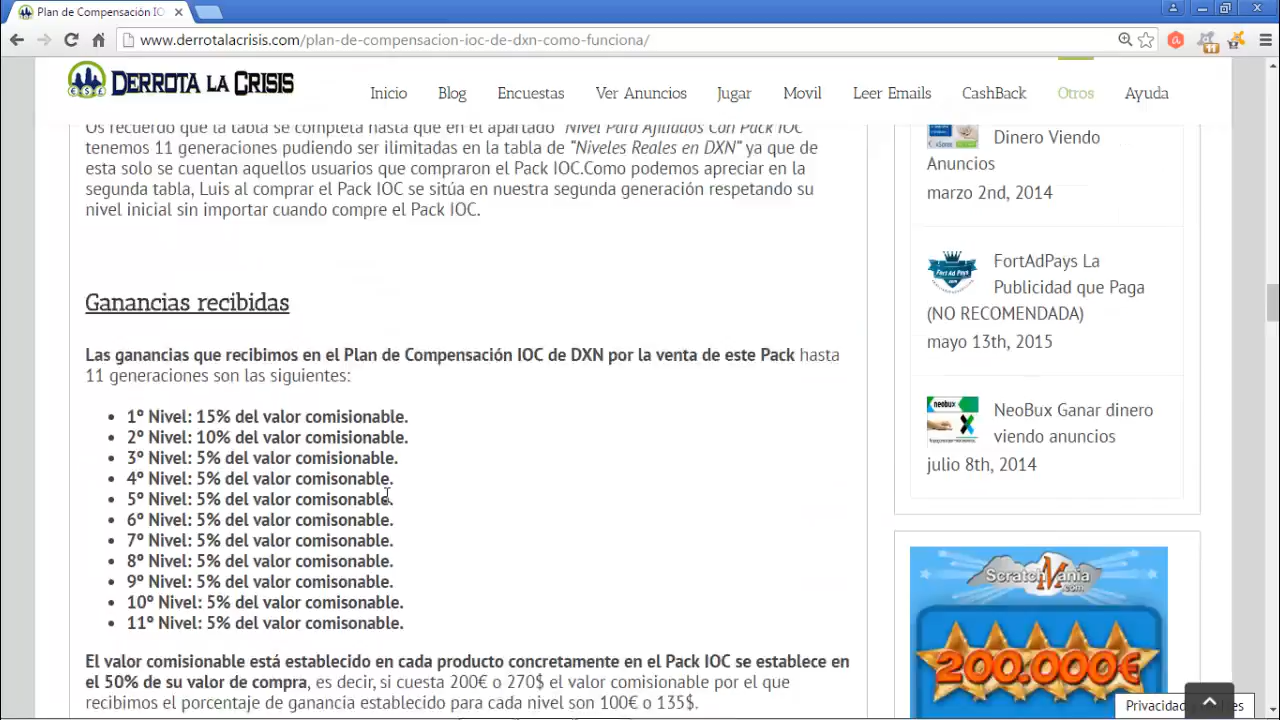 Plan de Compensación IO
www.derrotalacrisis.com/plan-de-compensacion-ioc-de-dxn-como-funciona/
DERROTA LA CRISIS
Inicio Blog Encuestas Ver Anuncios Jugar Movil Leer Emails CashBack Otros Ayuda
Os recuerdo que la tabla se completa hasta que en el apartado "Nivel Para Afiliados Con Pack IOC"
tenemos 11 generaciones pudiendo ser ilimitadas en la tabla de "Niveles Reales en DXN" ya que de
esta solo se cuentan aquellos usuarios que compraron el Pack IOC.Como podemos apreciar en la
segunda tabla, Luis al comprar el Pack IOC se sitúa en nuestra segunda generación respetando su
nivel inicial sin importar cuando compre el Pack IOC.
Ganancias recibidas
Las ganancias que recibimos en el Plan de Compensación IOC de DXN por la venta de este Pack hasta
11 generaciones son las siguientes:
• 1º Nivel: 15% del valor comisionable.
• 2º Nivel: 10% del valor comisionable.
• 3º Nivel: 5% del valor comisionable.
• 4º Nivel: 5% del valor comisonable.
• 5º Nivel: 5% del valor comisonable.
• 6º Nivel: 5% del valor comisonable.
• 7º Nivel: 5% del valor comisonable.
• 8º Nivel: 5% del valor comisonable.
• 9º Nivel: 5% del valor comisonable.
• 10º Nivel: 5% del valor comisonable.
• 11º Nivel: 5% del valor comisonable.
El valor comisionable está establecido en cada producto concretamente en el Pack IOC se establece en
el 50% de su valor de compra, es decir, si cuesta 200€ o 270$ el valor comisionable por el que
recibimos el porcentaje de ganancia establecido para cada nivel son 100€ o 135$.
Dinero Viendo
Anuncios
marzo 2nd, 2014
FortAdPays La
Publicidad que Paga
(NO RECOMENDADA)
mayo 13th, 2015
neobux
NeoBux Ganar dinero
viendo anuncios
julio 8th, 2014
ScratchMania
.com
200.000€